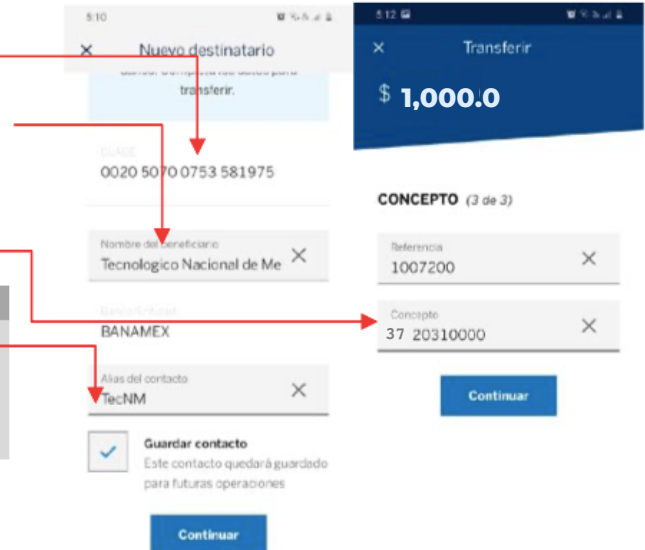 5:10
× Nuevo destinatario
transferir.
CLABE
0020 5070 0753 581975
Nombre del beneficiario
Tecnologico Nacional de Me ×
BANAMEX
Alias del contacto
TecNM ×
Guardar contacto
Este contacto quedará guardado
para futuras operaciones
Continuar
5:12
× Transferir
$ 1,000.0
CONCEPTO (3 de 3)
Referencia
1007200 ×
Concepto
37 20310000 ×
Continuar